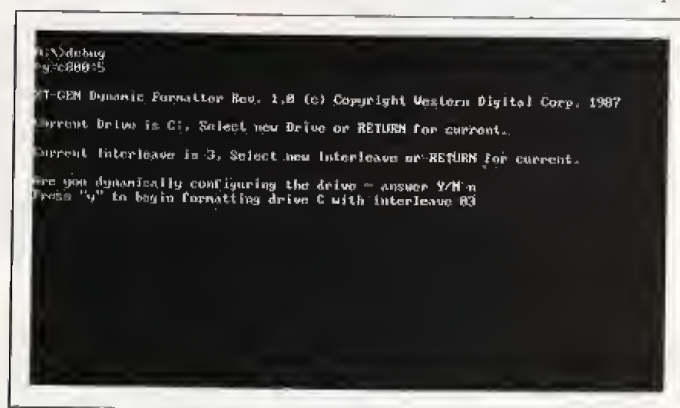 A:\>debug
-g c800:5
XT-GEN Dynamic Formatter Rev. 1.0 (c) Copyright Western Digital Corp. 1987
Current Drive is C:, Select new Drive or RETURN for current.
Current Interleave is 3, Select new Interleave or RETURN for current.
Are you dynamically configuring the drive - answer Y/N n
Press "y" to begin formatting drive C with interleave 03